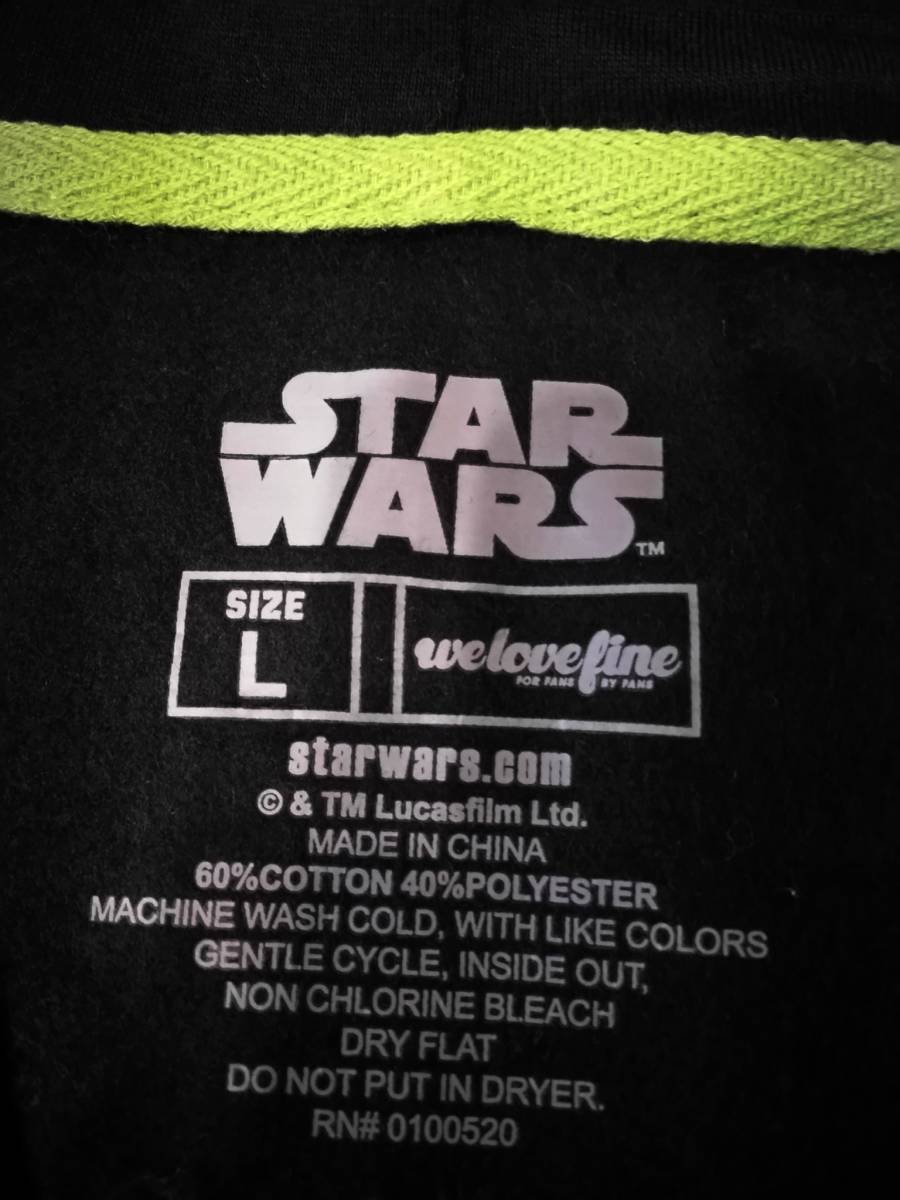 STAR
WARS
TM
SIZE
L
welovefine
FOR FANS BY FANS
starwars.com
© & TM Lucasfilm Ltd.
MADE IN CHINA
60%COTTON 40%POLYESTER
MACHINE WASH COLD, WITH LIKE COLORS
GENTLE CYCLE, INSIDE OUT,
NON CHLORINE BLEACH
DRY FLAT
DO NOT PUT IN DRYER.
RN# 0100520